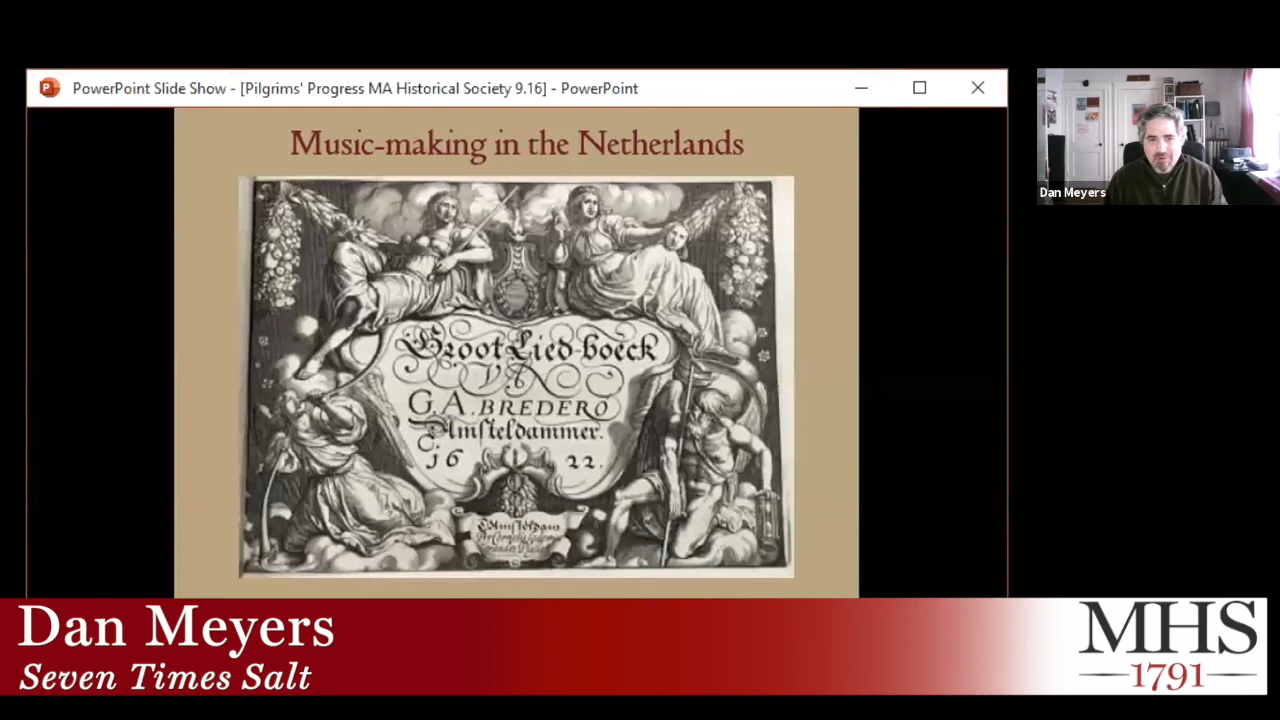 PowerPoint Slide Show - [Pilgrims' Progress MA Historical Society 9.16] - PowerPoint
Music-making in the Netherlands
Groot Lied-boeck
VAN
G.A. BREDERO
Amsteldammer.
16 22.
Dan Meyers
Dan Meyers
Seven Times Salt
MHS
1791